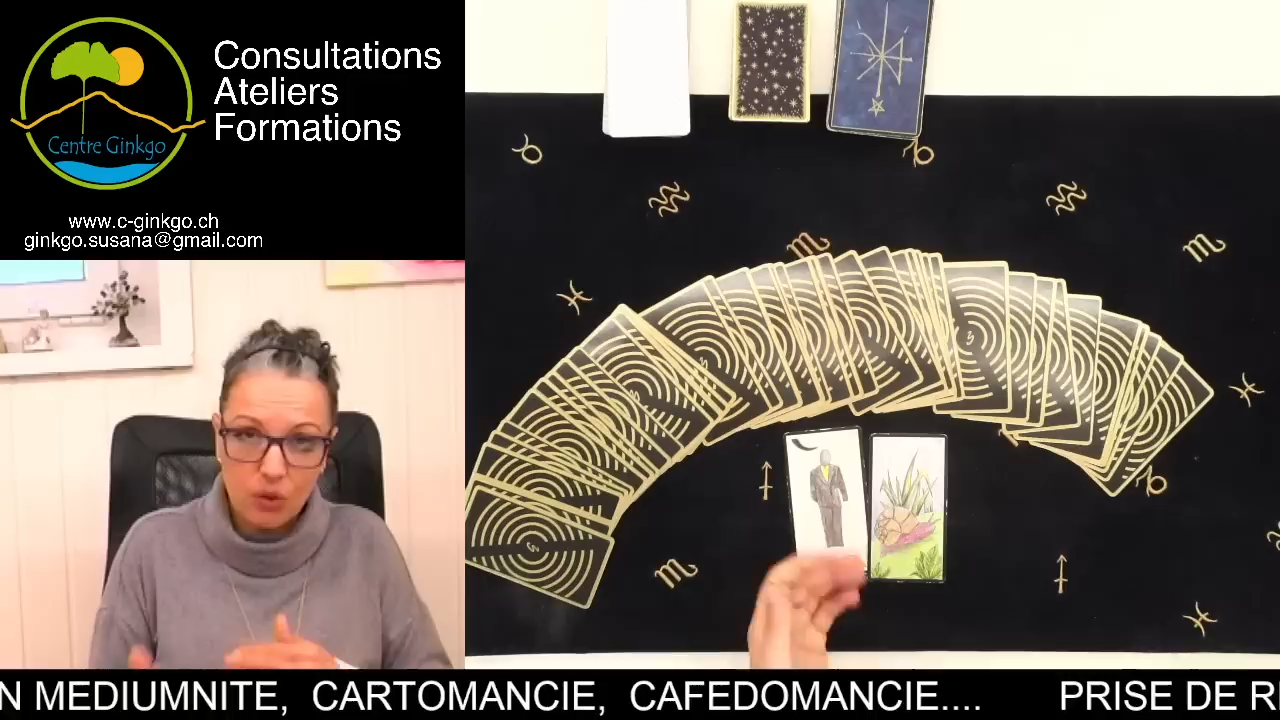 Consultations
Ateliers
Formations
Centre Ginkgo
www.c-ginkgo.ch
ginkgo.susana@gmail.com
N MEDIUMNITE, CARTOMANCIE, CAFEDOMANCIE.... PRISE DE